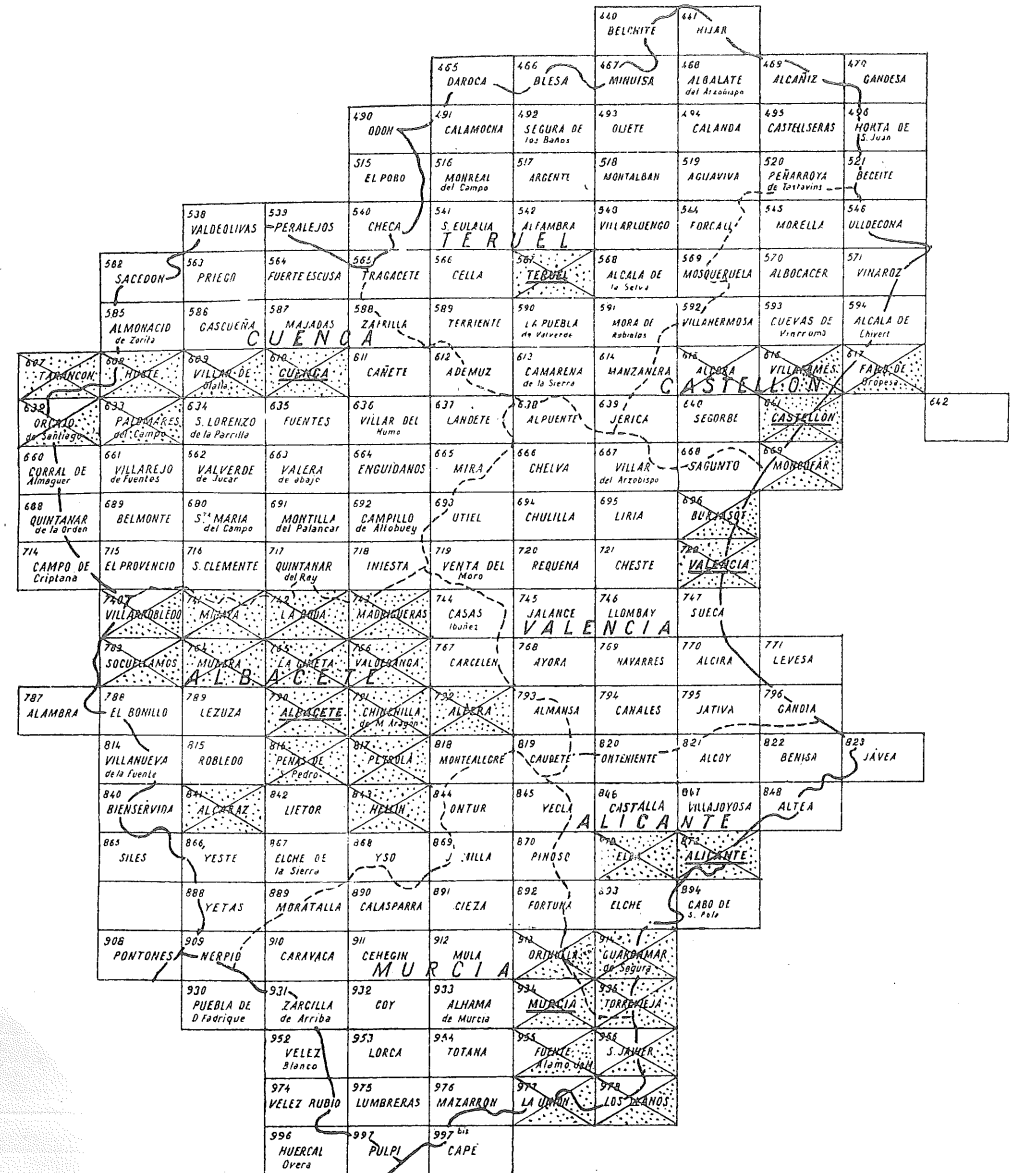 440 441
BELCHITE HIJAR
465 466 467 468 469 470
DAROCA BLESA MINUISA ALBALATE ALCAÑIZ GANDESA
del Arzobispo
490 491 492 493 494 495 496
ODON CALAMOCHA SEGURA DE OLIETE CALANDA CASTELLSERAS HORTA DE
los Baños S. Juan
515 516 517 518 519 520 521
EL POBO MONREAL ARGENTE MONTALBAN AGUAVIVA PEÑARROYA BECEITE
del Campo de Tastavins
538 539 540 541 542 543 544 545 546
VALDEOLIVAS PERALEJOS CHECA S. EULALIA ALFAMBRA VILLARLUENGO FORCALL MORELLA ULLDECONA
TERUEL
562 563 564 565 566 567 568 569 570 571
SACEDON PRIEGO FUERTESCUSA TRAGACETE CELLA TERUEL ALCALA DE MOSQUERUELA ALBOCACER VINAROZ
la Selva
585 586 587 588 589 590 591 592 593 594
ALMONACID GASCUEÑA MAJADAS ZAFRILLA TERRIENTE LA PUEBLA MORA DE VILLAHERMOSA CUEVAS DE ALCALA DE
de Zorita de Valverde Rubielos Vinroma Chivert
CUENCA
607 608 609 610 611 612 613 614 615 616 617
TARANCON HUETE VILLAR DE CUENCA CAÑETE ADEMUZ CAMARENA MANZANERA ALCORA VILLAFAMES FAROS DE
Olalla de la Sierra Oropesa
CASTELLON
632 633 634 635 636 637 638 639 640 641 642
ORCAJO PALOMARES S. LORENZO FUENTES VILLAR DEL LANDETE ALPUENTE JERICA SEGORBE CASTELLON
de Santiago del Campo de la Parrilla Humo
660 661 662 663 664 665 666 667 668 669
CORRAL DE VILLAREJO VALVERDE VALERA ENGUIDANOS MIRA CHELVA VILLAR SAGUNTO MONCOFAR
Almaguer de Fuentes de Jucar de abajo del Arzobispo
688 689 690 691 692 693 694 695 696
QUINTANAR BELMONTE S.TA MARIA MONTILLA CAMPILLO UTIEL CHULILLA LIRIA BURJASOT
de la Orden del Campo del Palancar de Altobuey
714 715 716 717 718 719 720 721 722
CAMPO DE EL PROVENCIO S. CLEMENTE QUINTANAR INIESTA VENTA DEL REQUENA CHESTE VALENCIA
Criptana del Rey Moro
740 741 742 743 744 745 746 747
VILLARROBLEDO MINAYA LA RODA MADRIGUERAS CASAS JALANCE LLOMBAY SUECA
Ibañez
VALENCIA
763 764 765 766 767 768 769 770 771
SOCUELLAMOS MUNERA LA GINETA VALDEGANGA CARCELEN AYORA NAVARRES ALCIRA LEVESA
ALBACETE
787 788 789 790 791 792 793 794 795 796
ALAMBRA EL BONILLO LEZUZA ALBACETE CHINCHILLA ALPERA ALMANSA CANALES JATIVA GANDIA
de M. Aragón
814 815 816 817 818 819 820 821 822 823
VILLANUEVA ROBLEDO PEÑAS DE PETROLA MONTEALEGRE CAUDETE ONTENIENTE ALCOY BENISA JÁVEA
de la Fuente S. Pedro
840 841 842 843 844 845 846 847 848
BIENSERVIDA ALCARAZ LIETOR HELLIN ONTUR YECLA CASTALLA VILLAJOYOSA ALTEA
ALICANTE
865 866 867 868 869 870 872
SILES YESTE ELCHE DE YSO PINOSO ALICANTE
la Sierra
888 889 890 891 892 893 894
YETAS MORATALLA CALASPARRA CIEZA FORTUNA ELCHE CABO DE
S. Pola
908 909 910 911 912 913 914
PONTONES NERPIO CARAVACA CEHEGIN MULA ORIHUELA GUARDAMAR
de Segura
MURCIA
930 931 932 933 934 935
PUEBLA DE ZARCILLA COY ALHAMA MURCIA TORREVIEJA
D Fadrique de Arriba de Murcia
952 953 954 955 956
VELEZ LORCA TOTANA FUENTE S. JAVIER
Blanco Alamo de M
974 975 976 977 978
VELEZ RUBIO LUMBRERAS MAZARRON LA UNION LOS LLANOS
996 997 997 bis
HUERCAL PULPI CAPE
Overa